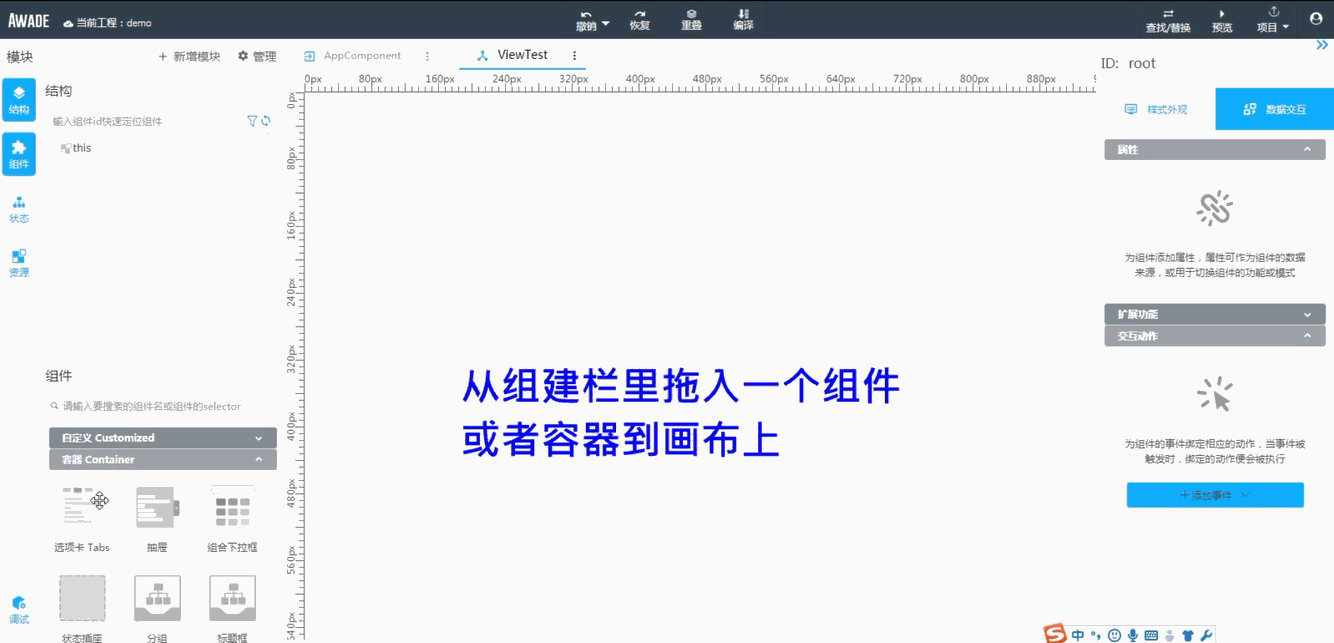 AWADE
当前工程：demo
撤销
恢复
重叠
编译
查找/替换
预览
项目
模块
+ 新增模块
管理
AppComponent
ViewTest
ID: root
0px 80px 160px 240px 320px 400px 480px 560px 640px 720px 800px 880px
0px
80px
160px
240px
320px
400px
480px
560px
640px
结构
组件
状态
资源
调试
结构
输入组件id快速定位组件
this
组件
请输入要搜索的组件名或组件的selector
自定义 Customized
容器 Container
选项卡 Tabs
抽屉
组合下拉框
状态插座
分组
标题框
从组建栏里拖入一个组件
或者容器到画布上
样式外观
数据交互
属性
为组件添加属性，属性可作为组件的数据
来源，或用于切换组件的功能或模式
扩展功能
交互动作
为组件的事件绑定相应的动作，当事件被
触发时，绑定的动作便会被执行
+ 添加事件
S 中